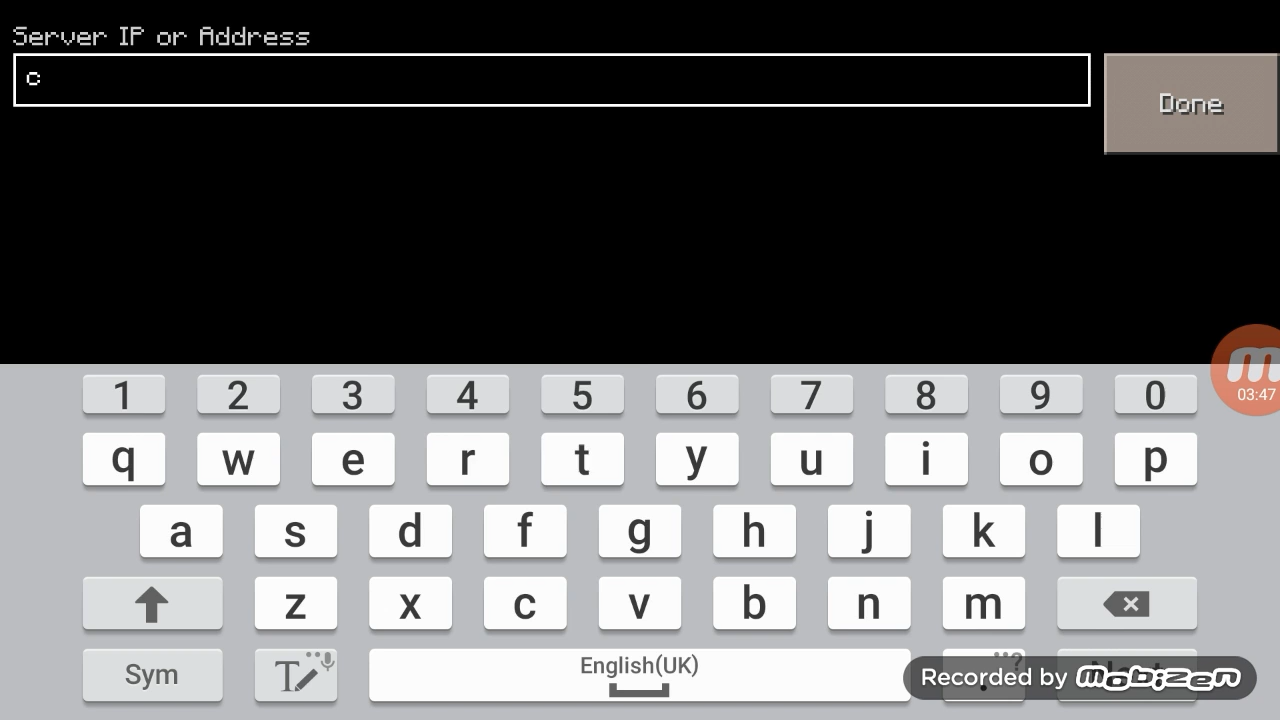 Server IP or Address
c
Done
03:47
1 2 3 4 5 6 7 8 9 0
q w e r t y u i o p
a s d f g h j k l
z x c v b n m
Sym
T
English(UK)
. ?
Recorded by mobizen